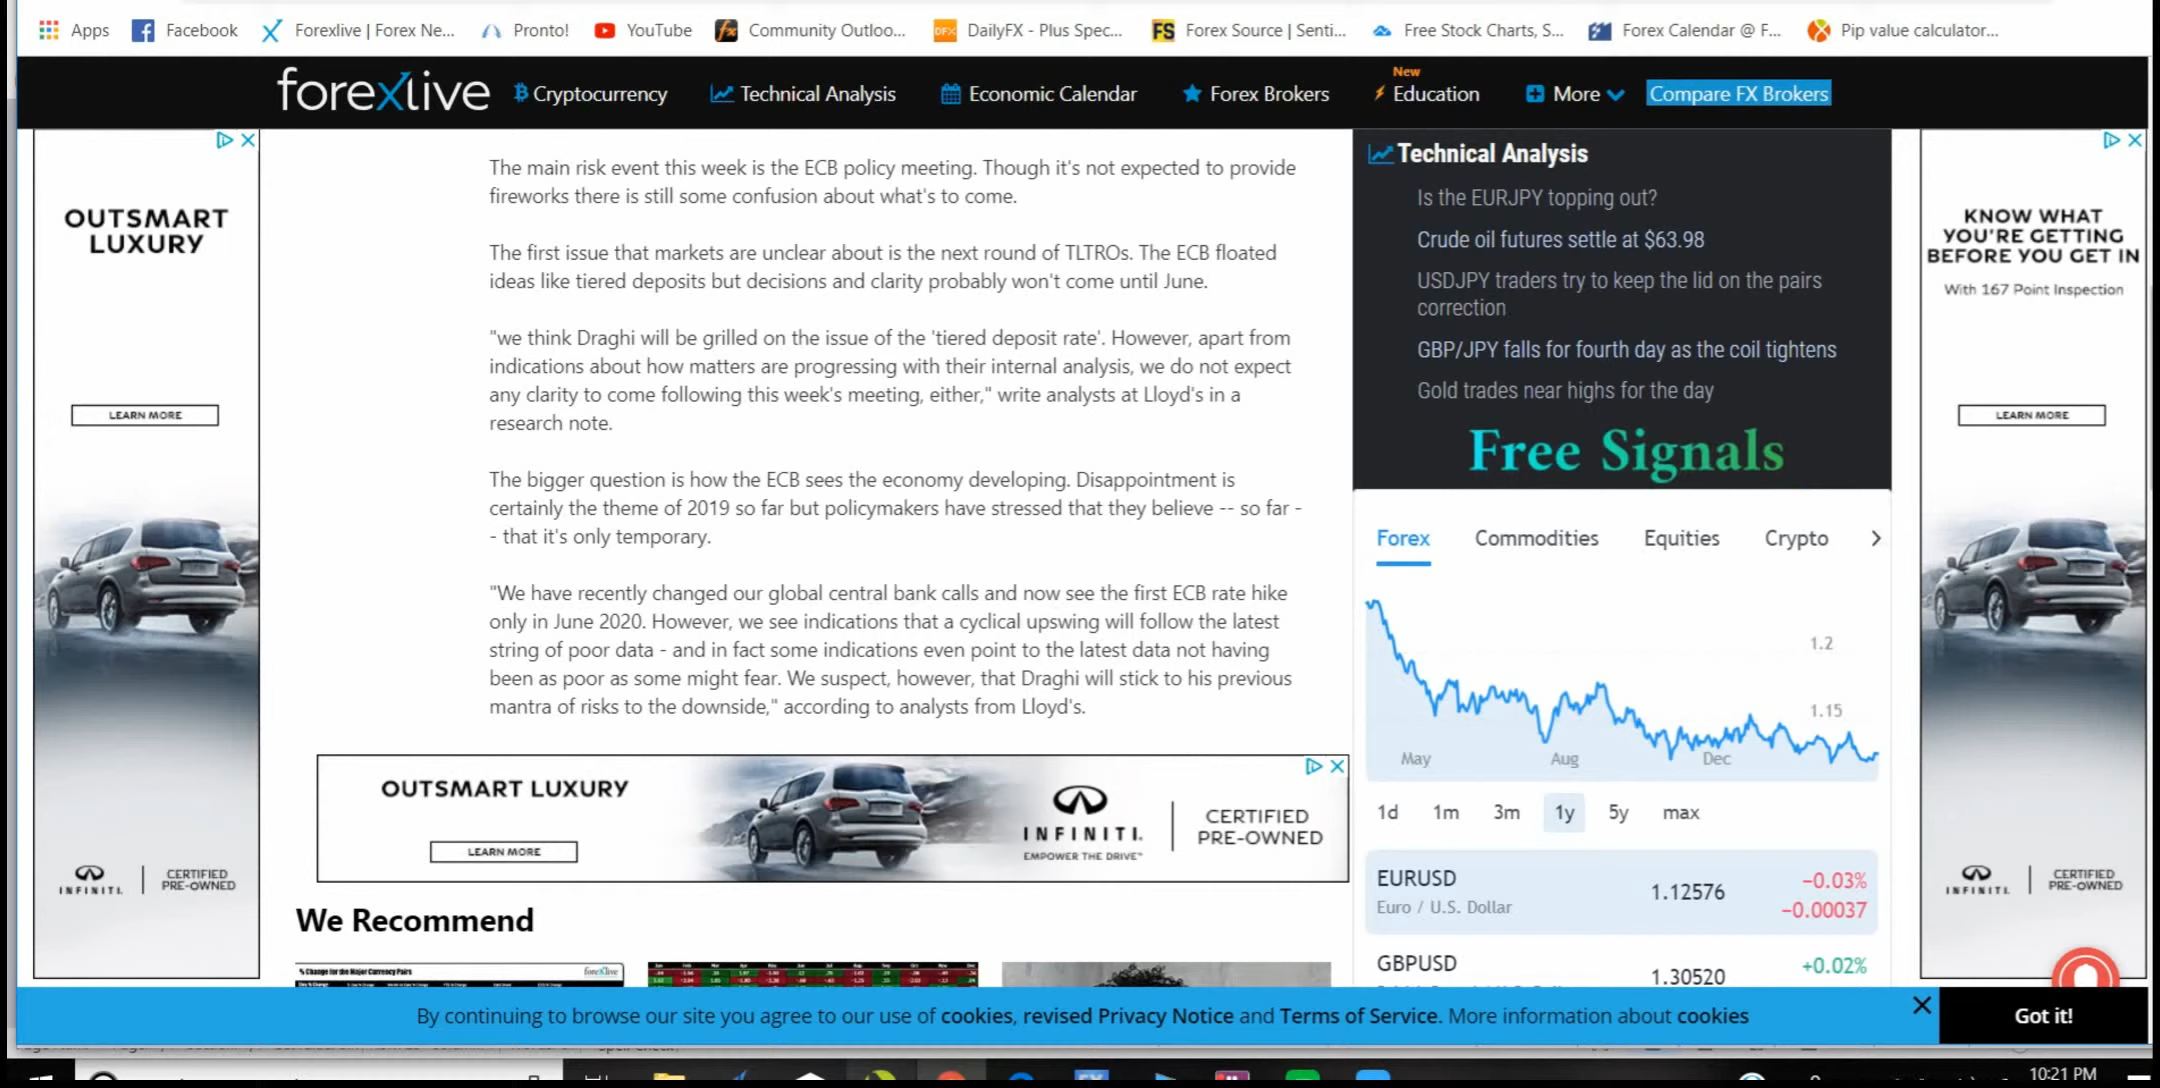 Apps
Facebook
Forexlive | Forex Ne...
Pronto!
YouTube
Community Outloo...
DailyFX - Plus Spec...
FS
Forex Source | Senti...
Free Stock Charts, S...
Forex Calendar @ F...
Pip value calculator...
forexlive
Cryptocurrency
Technical Analysis
Economic Calendar
Forex Brokers
New
Education
More
Compare FX Brokers
OUTSMART
LUXURY
LEARN MORE
INFINITI.
CERTIFIED
PRE-OWNED
The main risk event this week is the ECB policy meeting. Though it's not expected to provide
fireworks there is still some confusion about what's to come.
The first issue that markets are unclear about is the next round of TLTROs. The ECB floated
ideas like tiered deposits but decisions and clarity probably won't come until June.
"we think Draghi will be grilled on the issue of the 'tiered deposit rate'. However, apart from
indications about how matters are progressing with their internal analysis, we do not expect
any clarity to come following this week's meeting, either," write analysts at Lloyd's in a
research note.
The bigger question is how the ECB sees the economy developing. Disappointment is
certainly the theme of 2019 so far but policymakers have stressed that they believe -- so far -
- that it's only temporary.
"We have recently changed our global central bank calls and now see the first ECB rate hike
only in June 2020. However, we see indications that a cyclical upswing will follow the latest
string of poor data - and in fact some indications even point to the latest data not having
been as poor as some might fear. We suspect, however, that Draghi will stick to his previous
mantra of risks to the downside," according to analysts from Lloyd's.
OUTSMART LUXURY
LEARN MORE
INFINITI.
EMPOWER THE DRIVE™
CERTIFIED
PRE-OWNED
We Recommend
% Change for the Major Currency Pairs
forexlive
Technical Analysis
Is the EURJPY topping out?
Crude oil futures settle at $63.98
USDJPY traders try to keep the lid on the pairs
correction
GBP/JPY falls for fourth day as the coil tightens
Gold trades near highs for the day
Free Signals
Forex
Commodities
Equities
Crypto
1.2
1.15
May
Aug
Dec
1d
1m
3m
1y
5y
max
EURUSD
Euro / U.S. Dollar
1.12576
−0.03%
−0.00037
GBPUSD
1.30520
+0.02%
KNOW WHAT
YOU'RE GETTING
BEFORE YOU GET IN
With 167 Point Inspection
LEARN MORE
INFINITI.
CERTIFIED
PRE-OWNED
By continuing to browse our site you agree to our use of cookies, revised Privacy Notice and Terms of Service. More information about cookies
Got it!
10:21 PM